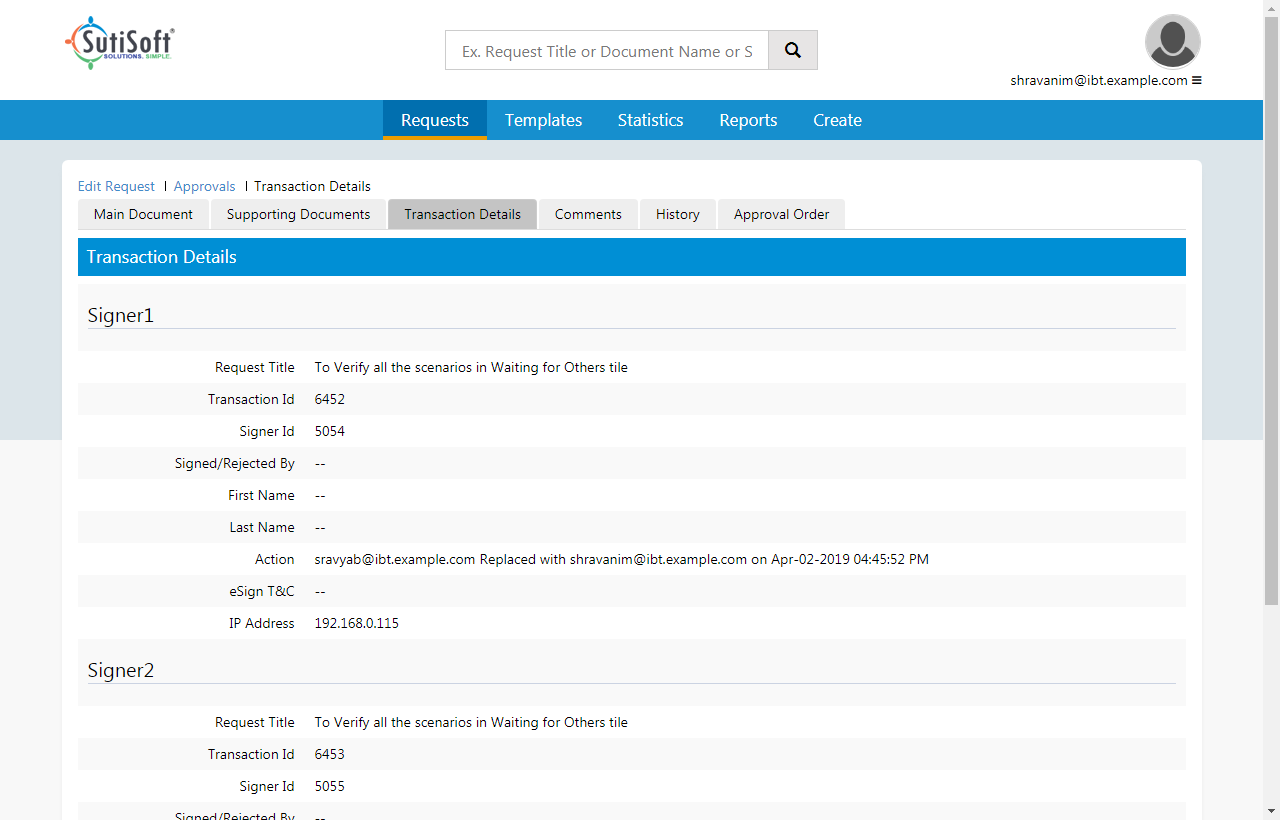 SutiSoft®
SOLUTIONS. SIMPLE.
Ex. Request Title or Document Name or S
shravanim@ibt.example.com
Requests Templates Statistics Reports Create
Edit Request | Approvals | Transaction Details
Main Document Supporting Documents Transaction Details Comments History Approval Order
Transaction Details
Signer1
Request Title To Verify all the scenarios in Waiting for Others tile
Transaction Id 6452
Signer Id 5054
Signed/Rejected By --
First Name --
Last Name --
Action sravyab@ibt.example.com Replaced with shravanim@ibt.example.com on Apr-02-2019 04:45:52 PM
eSign T&C --
IP Address 192.168.0.115
Signer2
Request Title To Verify all the scenarios in Waiting for Others tile
Transaction Id 6453
Signer Id 5055
Signed/Rejected By --